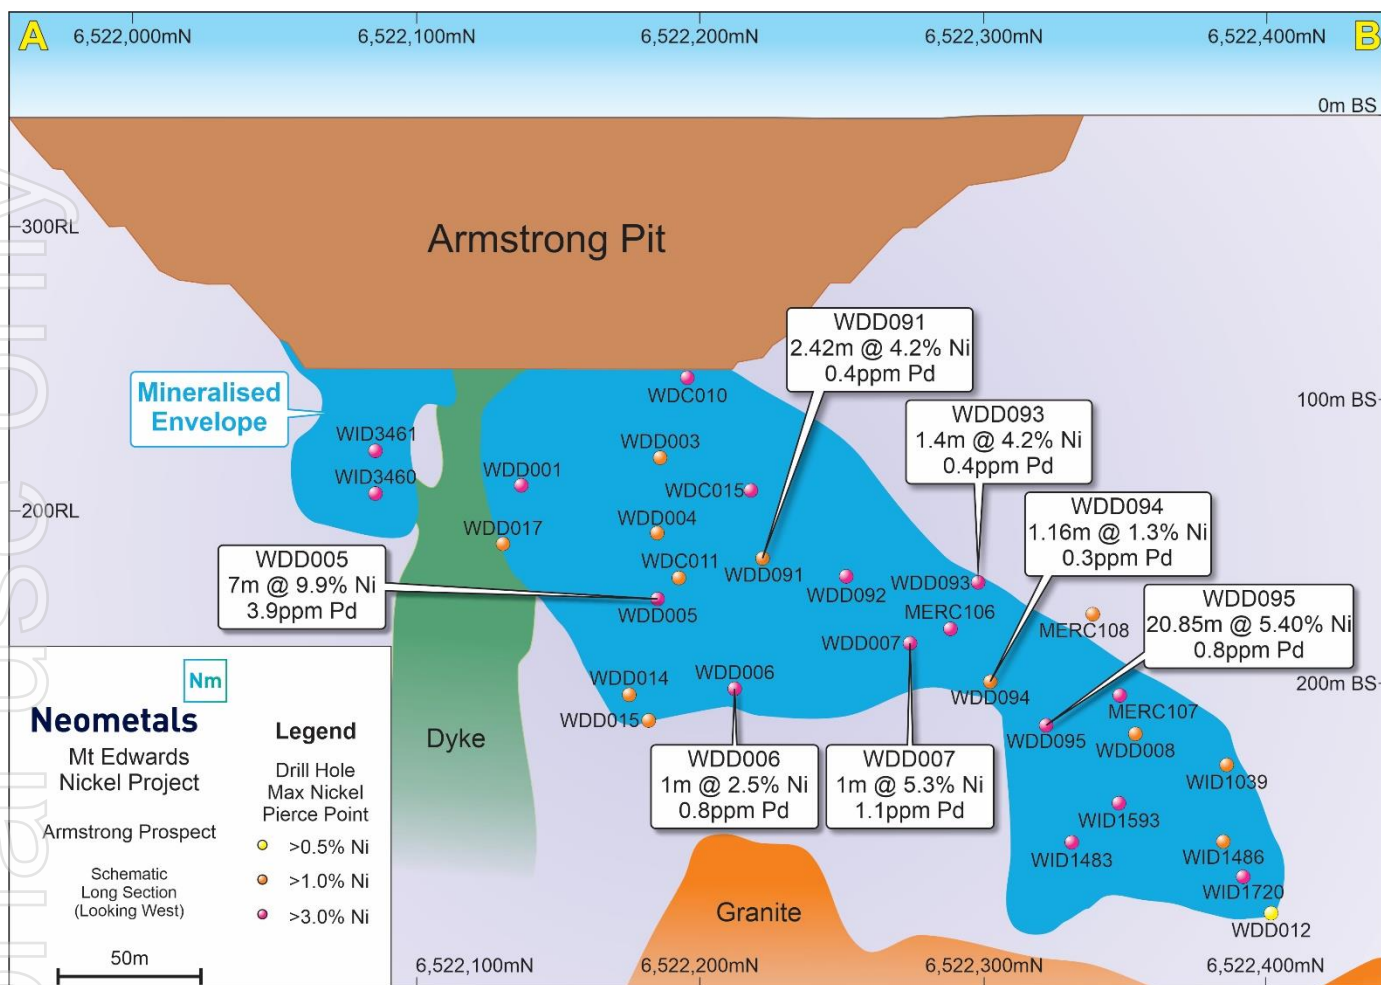 A
6,522,000mN
6,522,100mN
6,522,200mN
6,522,300mN
6,522,400mN
B
0m BS
300RL
Armstrong Pit
WDD091
2.42m @ 4.2% Ni
0.4ppm Pd
Mineralised
Envelope
WDC010
100m BS
WDD093
1.4m @ 4.2% Ni
0.4ppm Pd
WID3461
WDD003
WID3460
WDD001
WDC015
200RL
WDD017
WDD004
WDD094
1.16m @ 1.3% Ni
0.3ppm Pd
WDD005
7m @ 9.9% Ni
3.9ppm Pd
WDC011
WDD091
WDD092
WDD093
WDD005
MERC106
MERC108
WDD095
20.85m @ 5.40% Ni
0.8ppm Pd
WDD007
WDD014
WDD006
WDD094
200m BS
WDD015
MERC107
WDD095
WDD008
Dyke
WID1039
WDD006
1m @ 2.5% Ni
0.8ppm Pd
WDD007
1m @ 5.3% Ni
1.1ppm Pd
WID1593
WID1483
WID1486
WID1720
WDD012
Granite
Nm
Neometals
Mt Edwards
Nickel Project
Armstrong Prospect
Schematic
Long Section
(Looking West)
50m
Legend
Drill Hole
Max Nickel
Pierce Point
>0.5% Ni
>1.0% Ni
>3.0% Ni
6,522,100mN
6,522,200mN
6,522,300mN
6,522,400mN